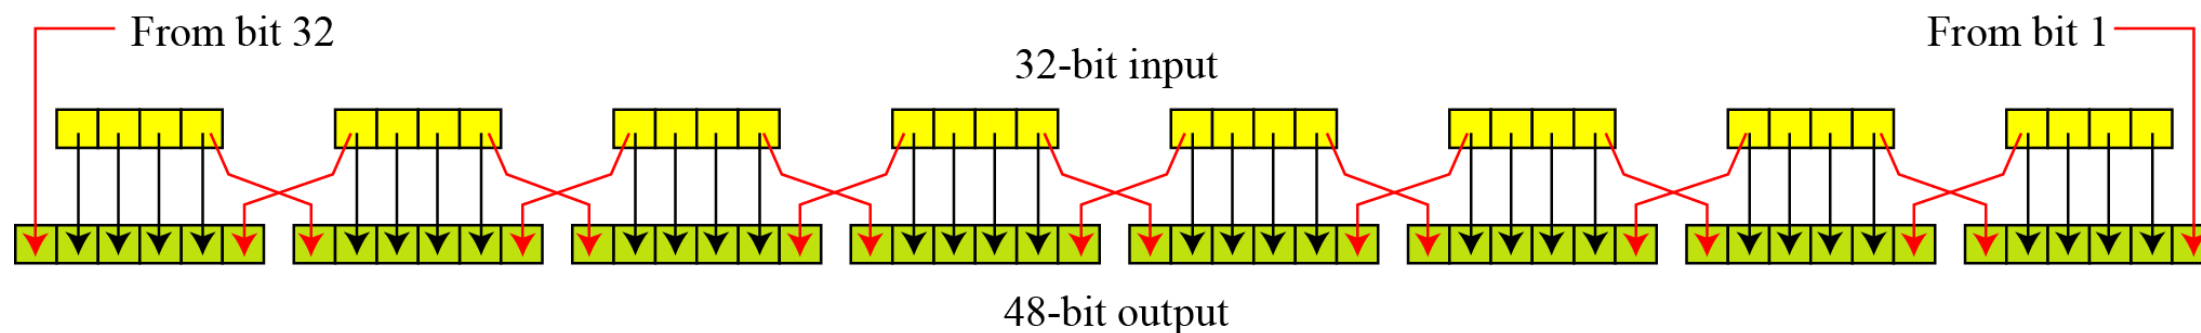 From bit 32
From bit 1
32-bit input
48-bit output